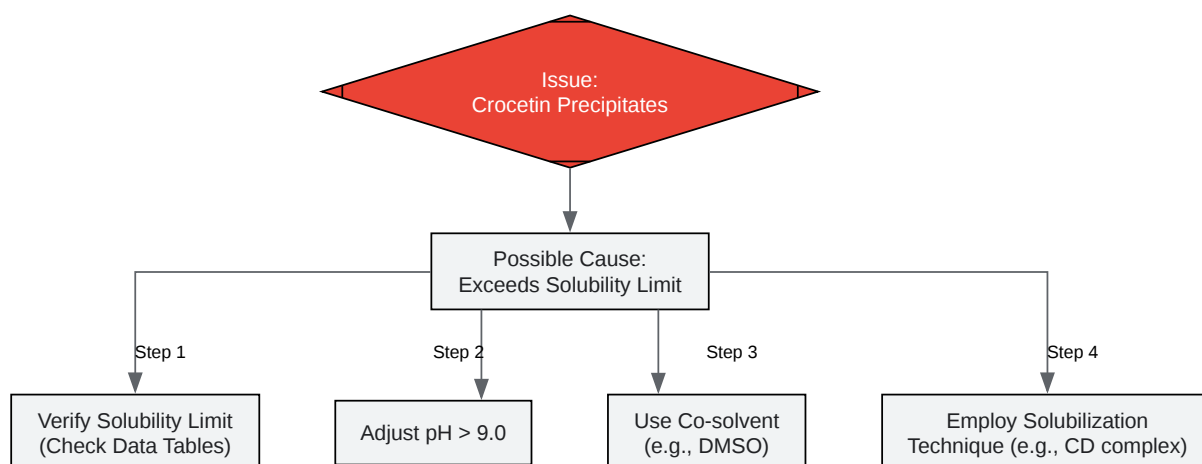 Issue:
Crocetin Precipitates
Possible Cause:
Exceeds Solubility Limit
Step 1
Step 2
Step 3
Step 4
Verify Solubility Limit
(Check Data Tables)
Adjust pH > 9.0
Use Co-solvent
(e.g., DMSO)
Employ Solubilization
Technique (e.g., CD complex)